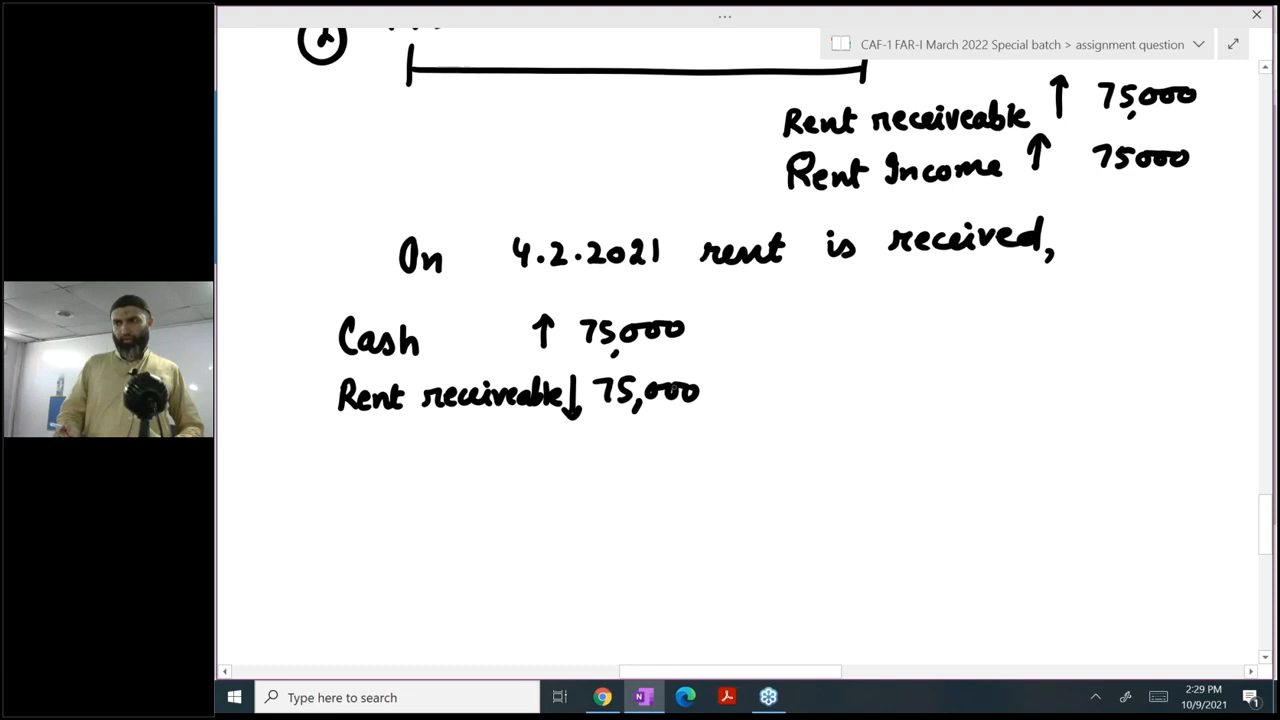 CAF-1 FAR-I March 2022 Special batch > assignment question
Rent receiveable ↑ 75,000
Rent Income ↑ 75000
On 4.2.2021 rent is received,
Cash ↑ 75,000
Rent receiveable ↓ 75,000
Type here to search
2:29 PM
10/9/2021